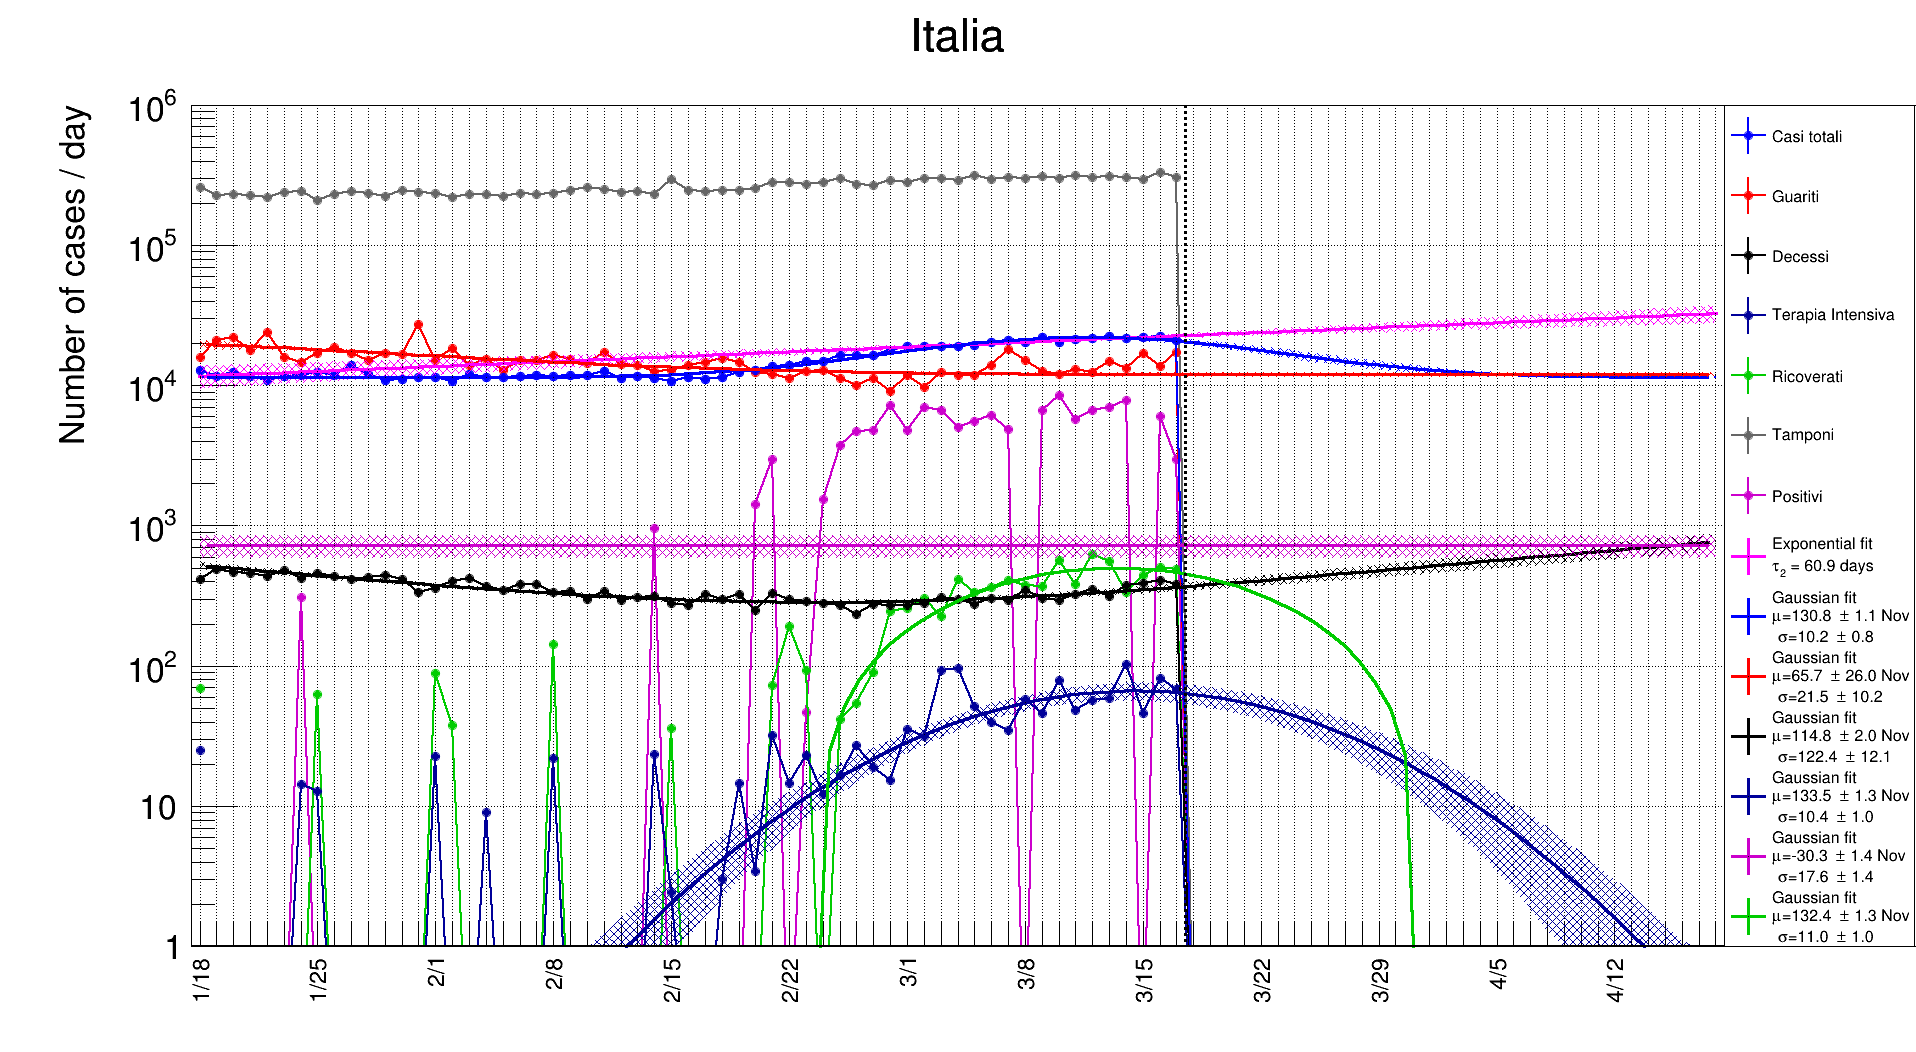 Italia
Number of cases / day
10^6
10^5
10^4
10^3
10^2
10
1
1/18
1/25
2/1
2/8
2/15
2/22
3/1
3/8
3/15
3/22
3/29
4/5
4/12
Casi totali
Guariti
Decessi
Terapia Intensiva
Ricoverati
Tamponi
Positivi
Exponential fit
τ₂ = 60.9 days
Gaussian fit
μ=130.8 ± 1.1 Nov
σ=10.2 ± 0.8
Gaussian fit
μ=65.7 ± 26.0 Nov
σ=21.5 ± 10.2
Gaussian fit
μ=114.8 ± 2.0 Nov
σ=122.4 ± 12.1
Gaussian fit
μ=133.5 ± 1.3 Nov
σ=10.4 ± 1.0
Gaussian fit
μ=-30.3 ± 1.4 Nov
σ=17.6 ± 1.4
Gaussian fit
μ=132.4 ± 1.3 Nov
σ=11.0 ± 1.0